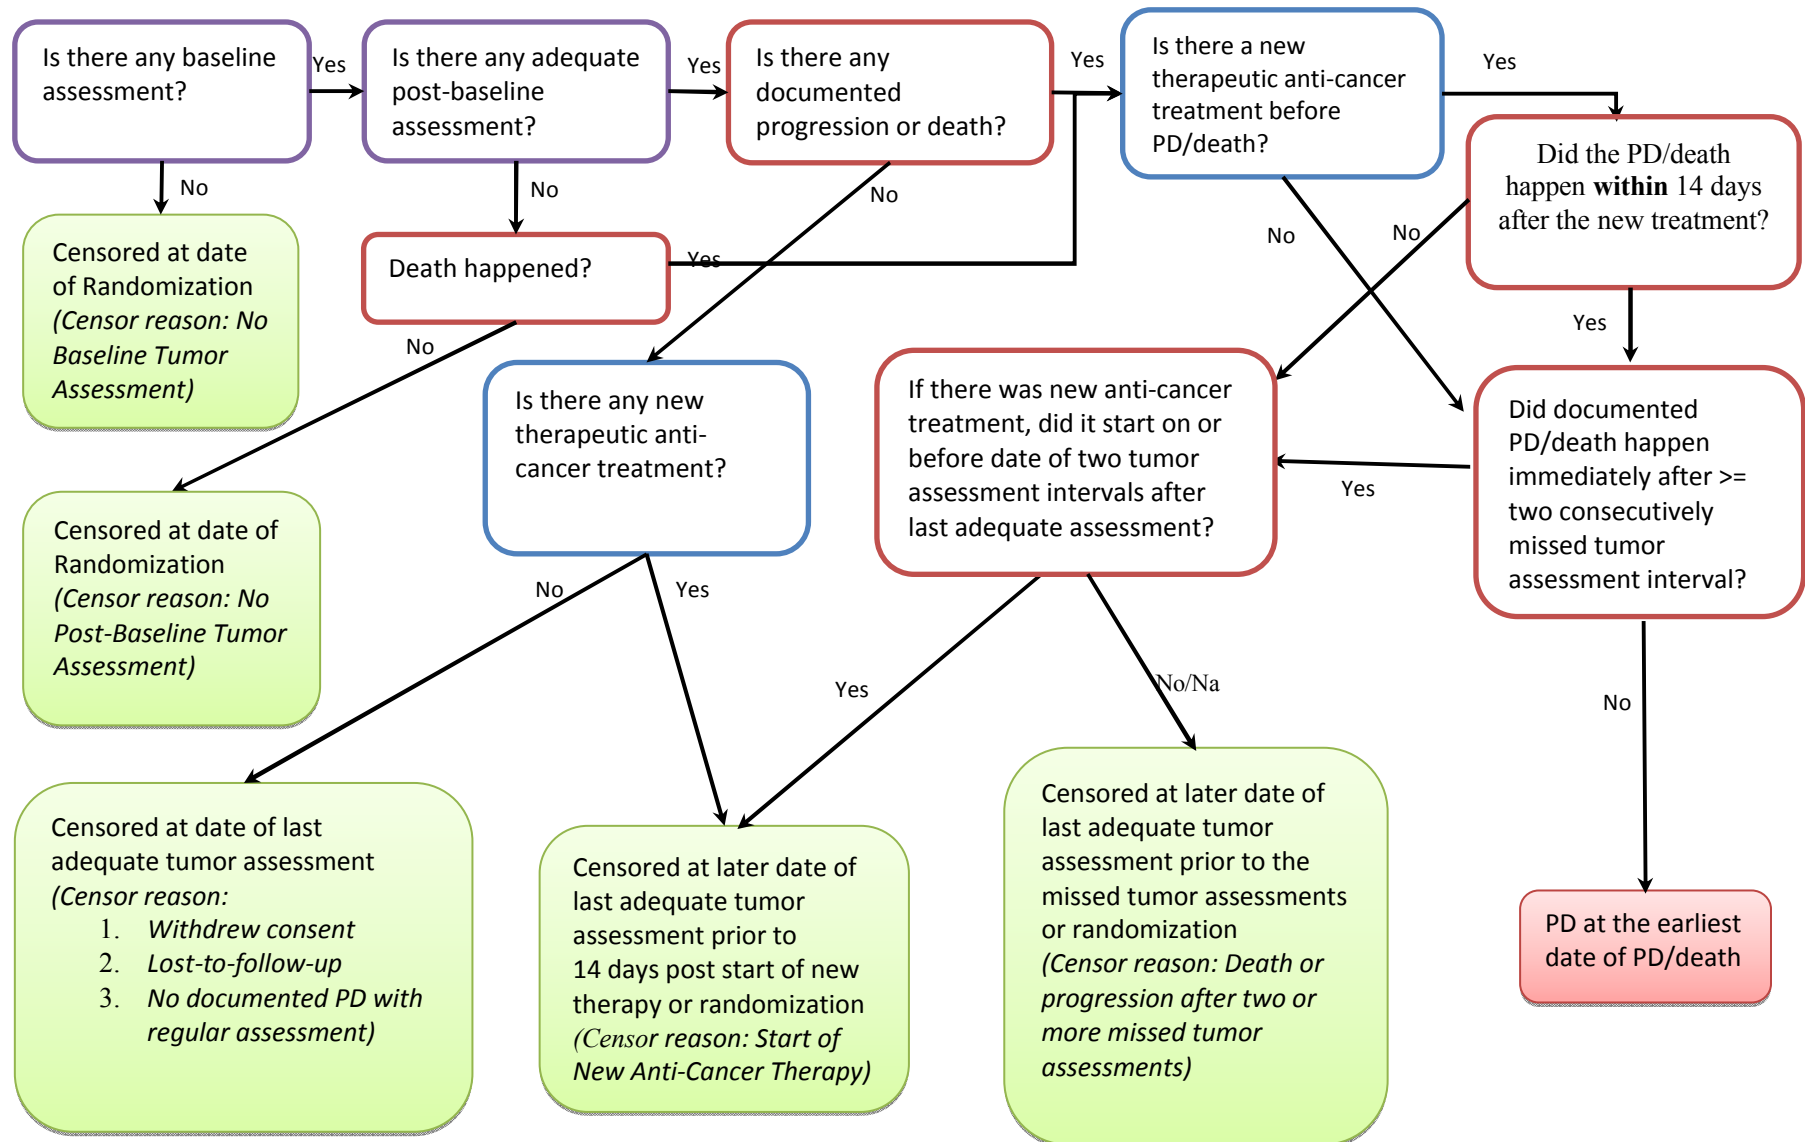 Is there any baseline
assessment?
Yes
Is there any adequate
post-baseline
assessment?
Yes
Is there any
documented
progression or death?
Yes
Is there a new
therapeutic anti-cancer
treatment before
PD/death?
Yes
Did the PD/death
happen within 14 days
after the new treatment?
No
No
No
No
No
Yes
Censored at date
of Randomization
(Censor reason: No
Baseline Tumor
Assessment)
Death happened?
Yes
No
Is there any new
therapeutic anti-
cancer treatment?
If there was new anti-cancer
treatment, did it start on or
before date of two tumor
assessment intervals after
last adequate assessment?
Yes
Did documented
PD/death happen
immediately after >=
two consecutively
missed tumor
assessment interval?
Censored at date of
Randomization
(Censor reason: No
Post-Baseline Tumor
Assessment)
No
Yes
Yes
No/Na
No
Censored at date of last
adequate tumor assessment
(Censor reason:
1. Withdrew consent
2. Lost-to-follow-up
3. No documented PD with
regular assessment)
Censored at later date of
last adequate tumor
assessment prior to
14 days post start of new
therapy or randomization
(Censor reason: Start of
New Anti-Cancer Therapy)
Censored at later date of
last adequate tumor
assessment prior to the
missed tumor assessments
or randomization
(Censor reason: Death or
progression after two or
more missed tumor
assessments)
PD at the earliest
date of PD/death